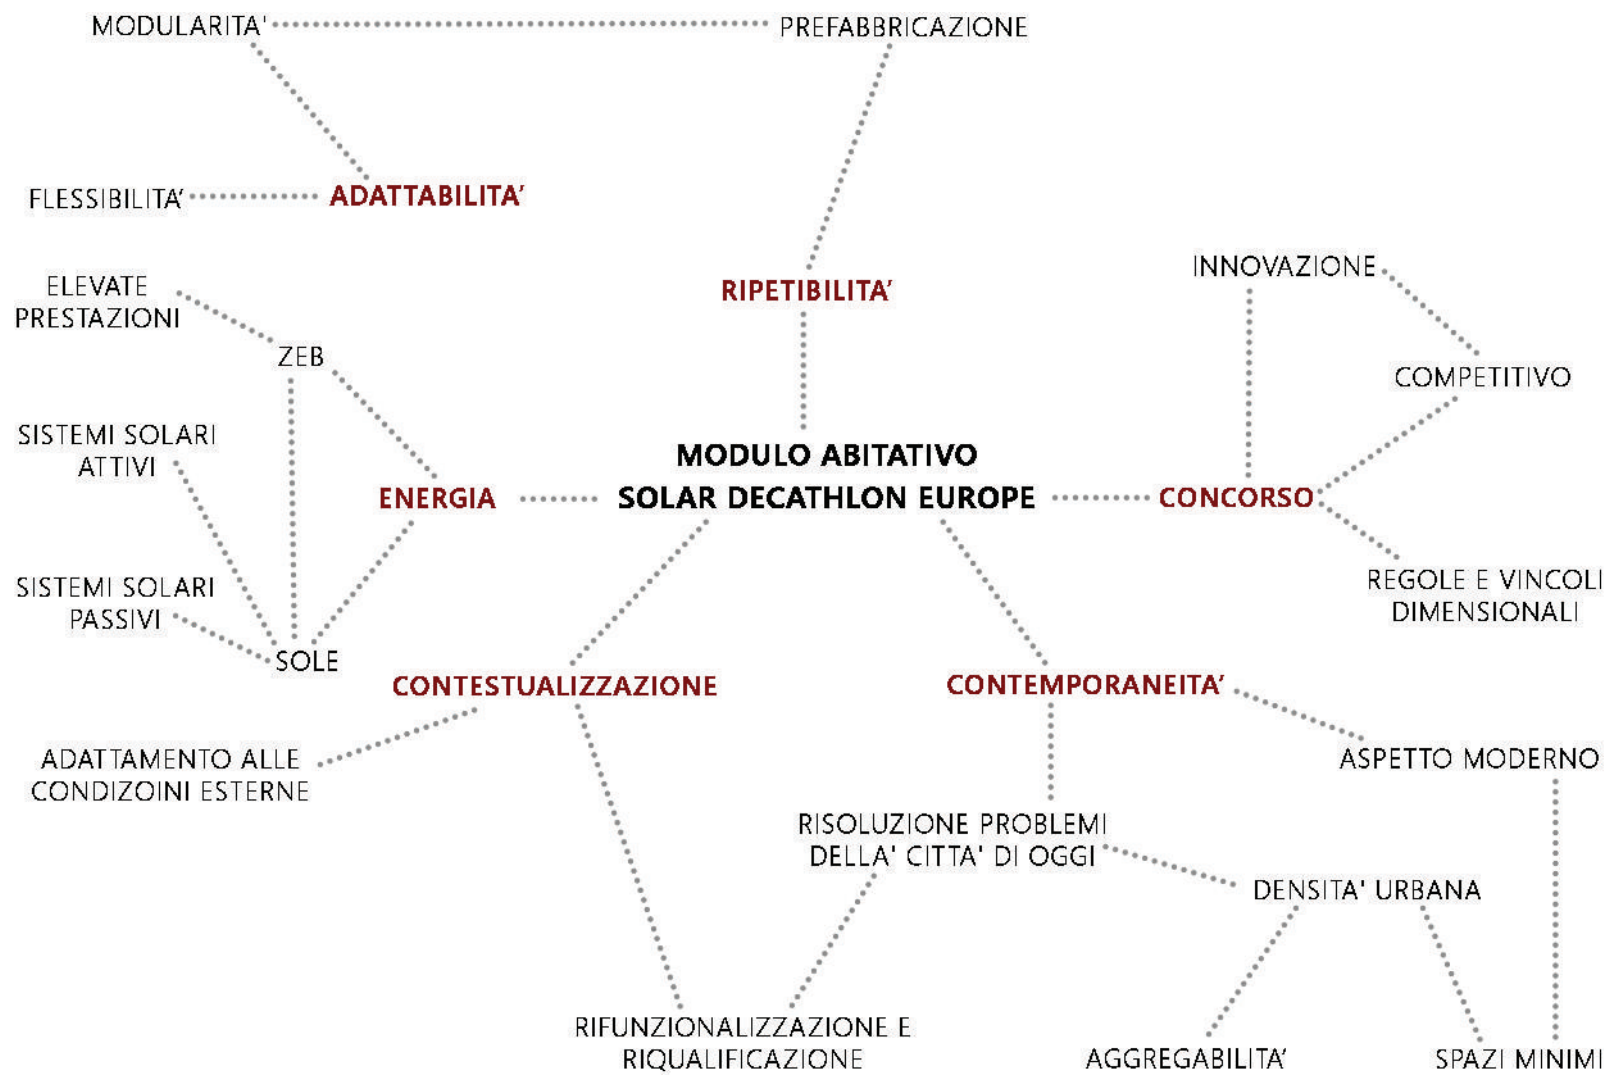 MODULARITA'
PREFABBRICAZIONE
FLESSIBILITA'
ADATTABILITA'
INNOVAZIONE
ELEVATE
PRESTAZIONI
RIPETIBILITA'
ZEB
COMPETITIVO
SISTEMI SOLARI
ATTIVI
MODULO ABITATIVO
SOLAR DECATHLON EUROPE
ENERGIA
CONCORSO
SISTEMI SOLARI
PASSIVI
REGOLE E VINCOLI
DIMENSIONALI
SOLE
CONTESTUALIZZAZIONE
CONTEMPORANEITA'
ADATTAMENTO ALLE
CONDIZOINI ESTERNE
ASPETTO MODERNO
RISOLUZIONE PROBLEMI
DELLA' CITTA' DI OGGI
DENSITA' URBANA
RIFUNZIONALIZZAZIONE E
RIQUALIFICAZIONE
AGGREGABILITA'
SPAZI MINIMI